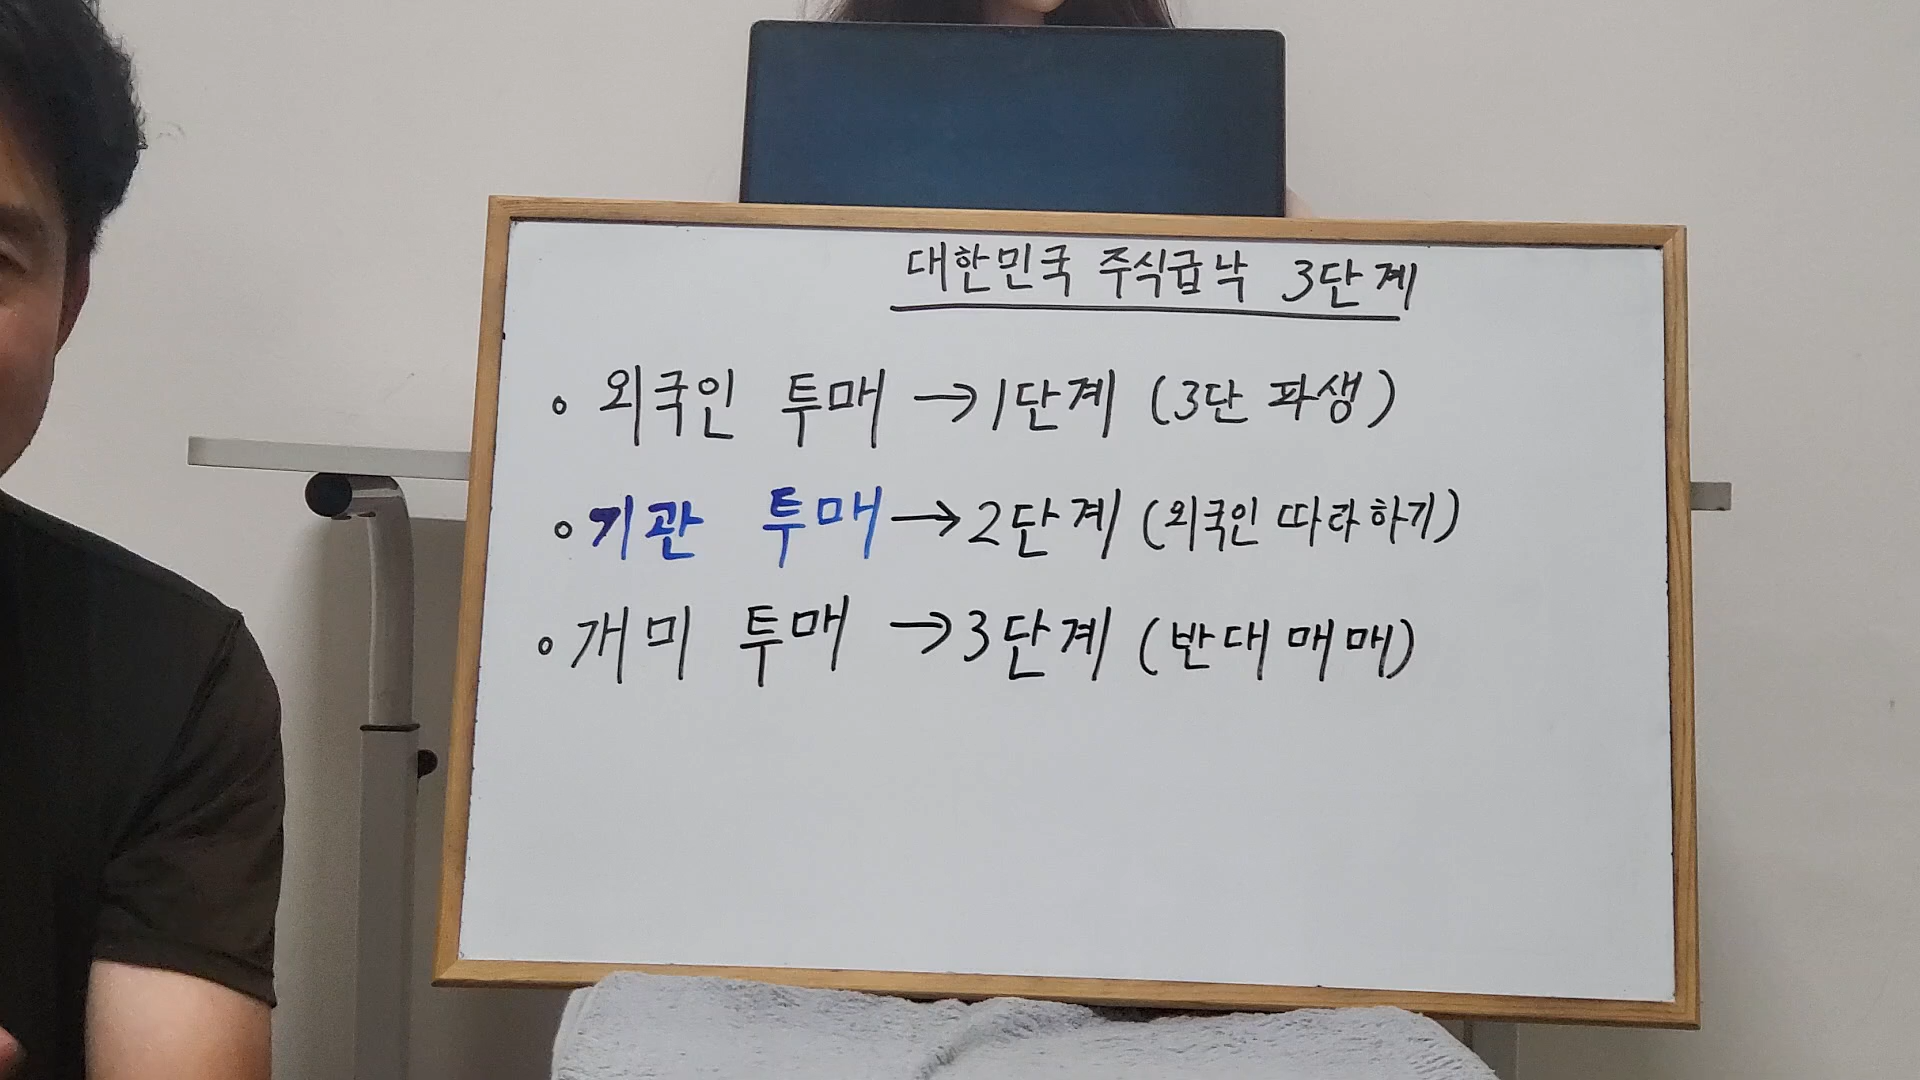 대한민국 주식급낙 3단계
◦ 외국인 투매 →1단계 (3단 파생)
◦ 기관 투매→2단계 (외국인 따라하기)
◦ 개미 투매 →3단계 (반대매매)